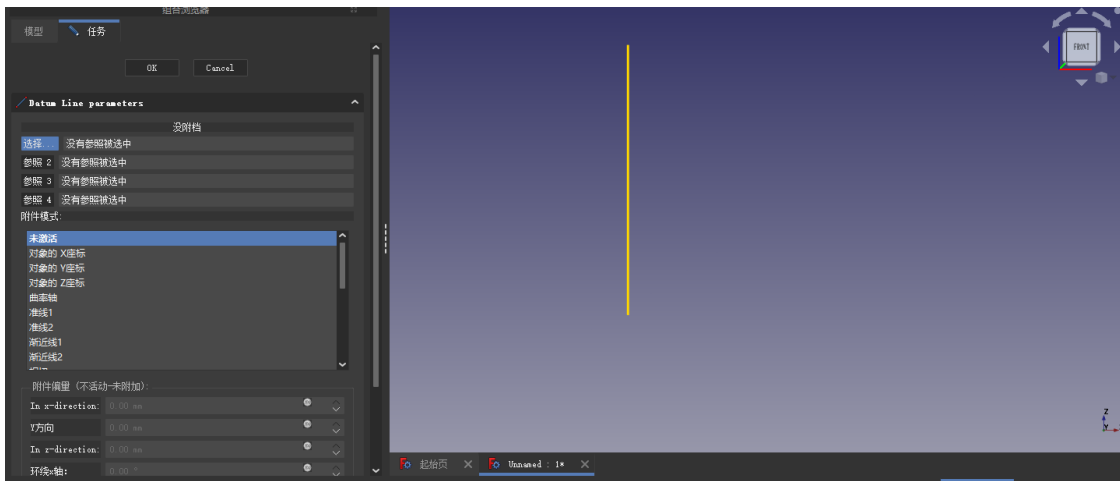 组合浏览器
模型 任务
OK Cancel
Datum Line parameters
没附档
选择... 没有参照被选中
参照 2 没有参照被选中
参照 3 没有参照被选中
参照 4 没有参照被选中
附件模式:
未激活
对象的 X座标
对象的 Y座标
对象的 Z座标
曲率轴
准线1
准线2
渐近线1
渐近线2
附件偏量（不活动-未附加）:
In x-direction: 0.00 mm
Y方向 0.00 mm
In z-direction: 0.00 mm
环绕x轴: 0.00 °
FRONT
Z
Y
起始页 Unnamed : 1*